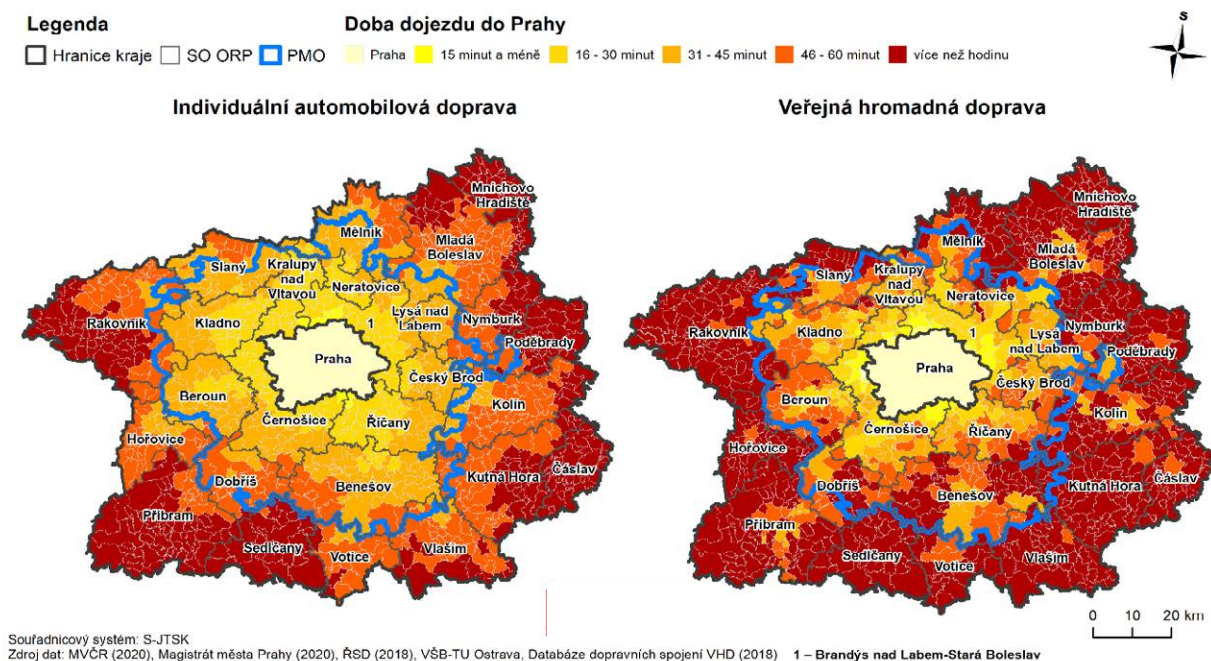 Legenda
Doba dojezdu do Prahy
S
Hranice kraje SO ORP PMO Praha 15 minut a méně 16 - 30 minut 31 - 45 minut 46 - 60 minut více než hodinu
Individuální automobilová doprava
Veřejná hromadná doprava
Mnichovo
Hradiště
Mělník
Mladá
Boleslav
Slaný
Kralupy
nad
Vltavou
Neratovice
Rakovník
Kladno
1
Lysá nad
Labem
Nymburk
Poděbrady
Praha
Český Brod
Beroun
Kolín
Černošice
Říčany
Hořovice
Dobříš
Benešov
Kutná Hora
Čáslav
Příbram
Sedlčany
Votice
Vlašim
Mnichovo
Hradiště
Mělník
Mladá
Boleslav
Slaný
Kralupy
nad
Vltavou
Neratovice
Rakovník
Kladno
1
Lysá
nad Labem
Nymburk
Poděbrady
Praha
Český Brod
Beroun
Kolín
Černošice
Říčany
Hořovice
Dobříš
Benešov
Kutná Hora
Čáslav
Příbram
Sedlčany
Votice
Vlašim
0 10 20 km
Souřadnicový systém: S-JTSK
Zdroj dat: MVČR (2020), Magistrát města Prahy (2020), ŘSD (2018), VŠB-TU Ostrava, Databáze dopravních spojení VHD (2018) 1 – Brandýs nad Labem-Stará Boleslav